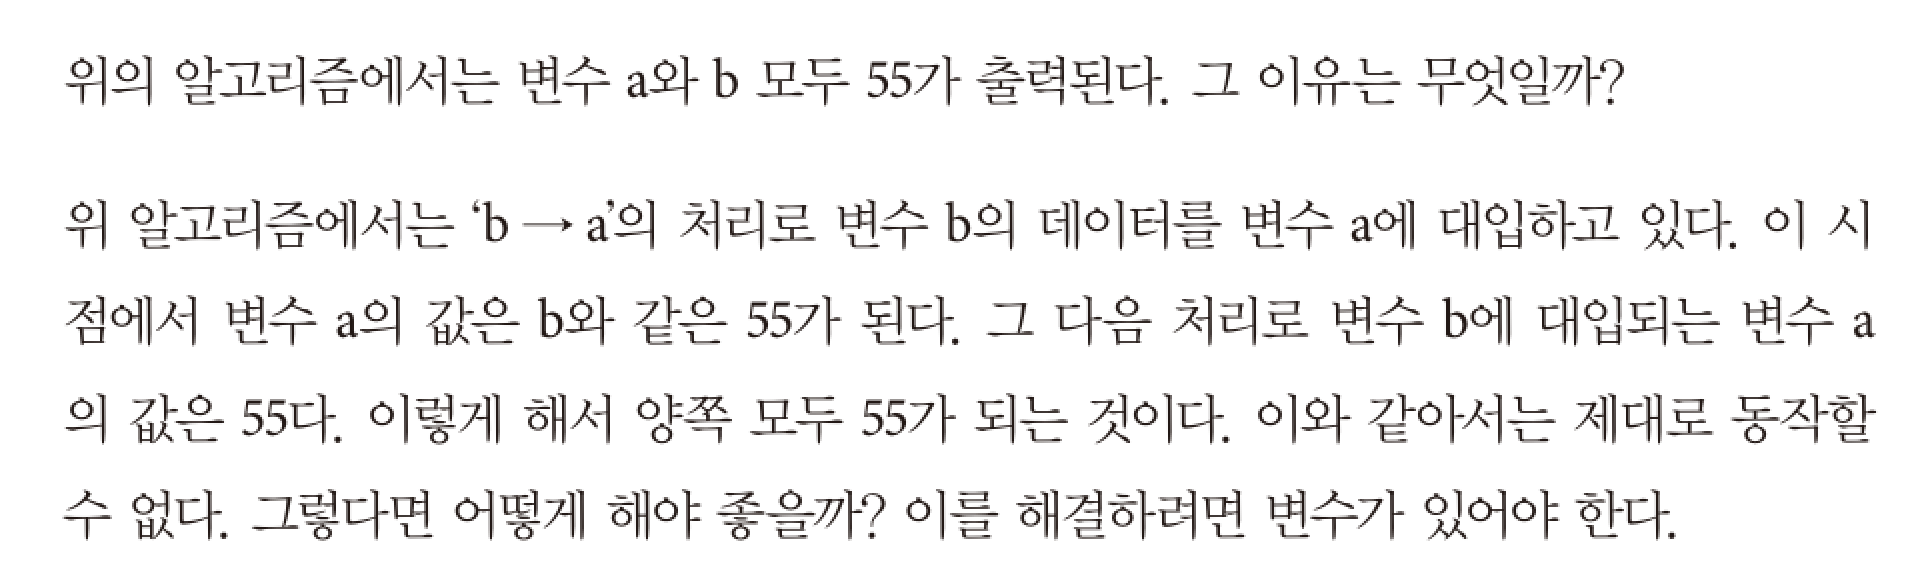 위의 알고리즘에서는 변수 a와 b 모두 55가 출력된다. 그 이유는 무엇일까?
위 알고리즘에서는 ‘b → a’의 처리로 변수 b의 데이터를 변수 a에 대입하고 있다. 이 시
점에서 변수 a의 값은 b와 같은 55가 된다. 그 다음 처리로 변수 b에 대입되는 변수 a
의 값은 55다. 이렇게 해서 양쪽 모두 55가 되는 것이다. 이와 같아서는 제대로 동작할
수 없다. 그렇다면 어떻게 해야 좋을까? 이를 해결하려면 변수가 있어야 한다.